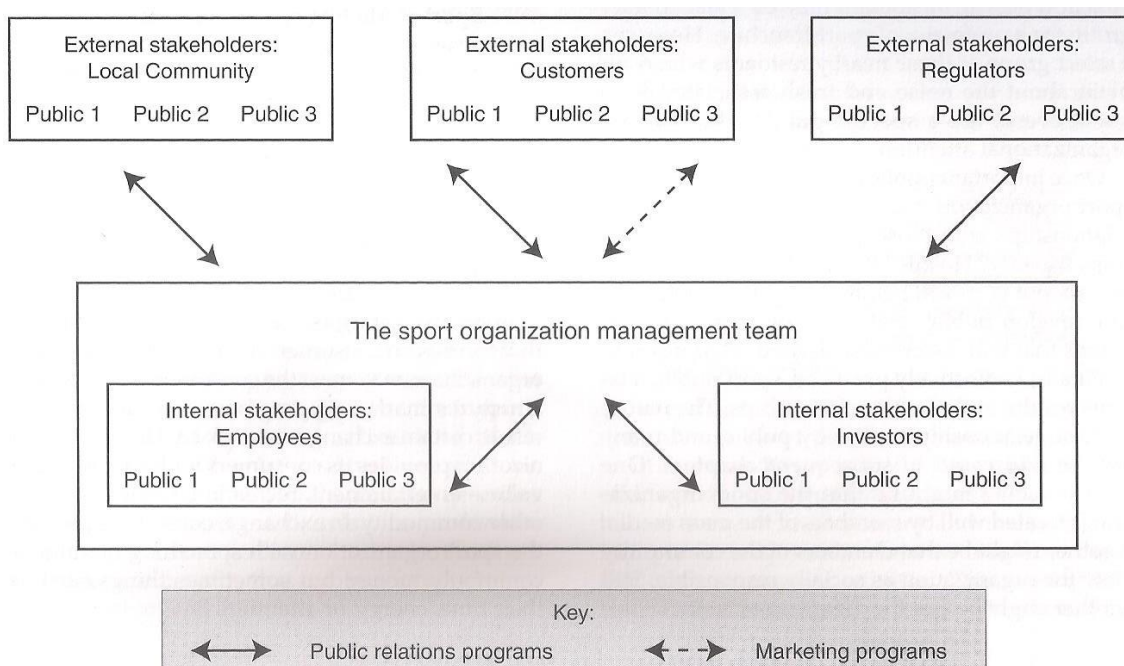 External stakeholders:
Local Community
Public 1 Public 2 Public 3
External stakeholders:
Customers
Public 1 Public 2 Public 3
External stakeholders:
Regulators
Public 1 Public 2 Public 3
The sport organization management team
Internal stakeholders:
Employees
Public 1 Public 2 Public 3
Internal stakeholders:
Investors
Public 1 Public 2 Public 3
Key:
Public relations programs
Marketing programs